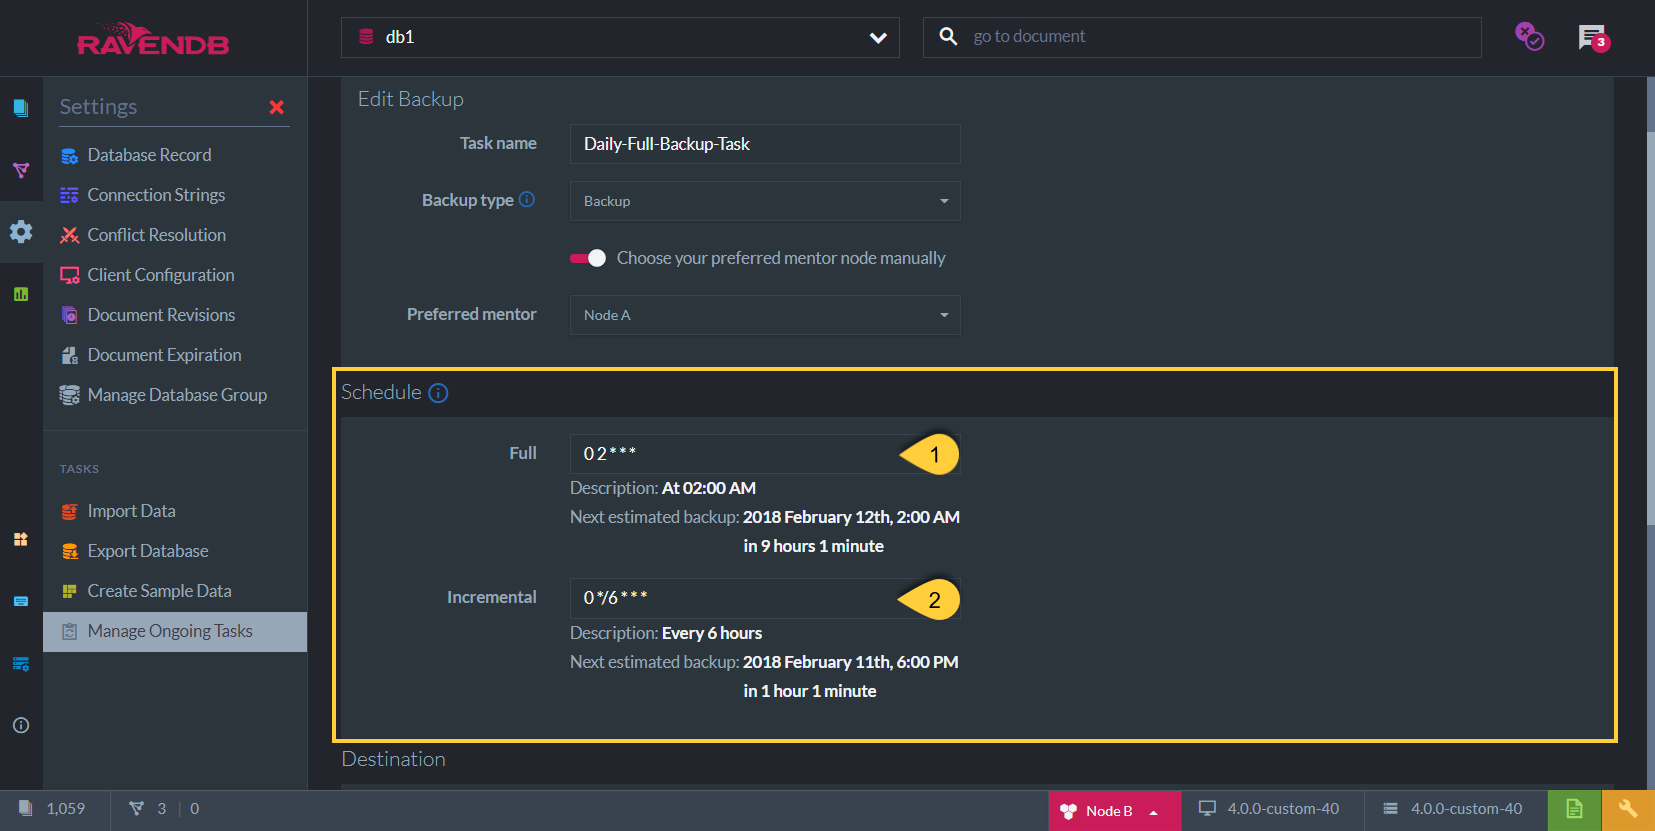 RAVENDB
db1
go to document
3
Settings
Database Record
Connection Strings
Conflict Resolution
Client Configuration
Document Revisions
Document Expiration
Manage Database Group
TASKS
Import Data
Export Database
Create Sample Data
Manage Ongoing Tasks
Edit Backup
Task name Daily-Full-Backup-Task
Backup type Backup
Choose your preferred mentor node manually
Preferred mentor Node A
Schedule
Full 0 2 * * * 1
Description: At 02:00 AM
Next estimated backup: 2018 February 12th, 2:00 AM
in 9 hours 1 minute
Incremental 0 */6 * * * 2
Description: Every 6 hours
Next estimated backup: 2018 February 11th, 6:00 PM
in 1 hour 1 minute
Destination
1,059 3 | 0 Node B 4.0.0-custom-40 4.0.0-custom-40